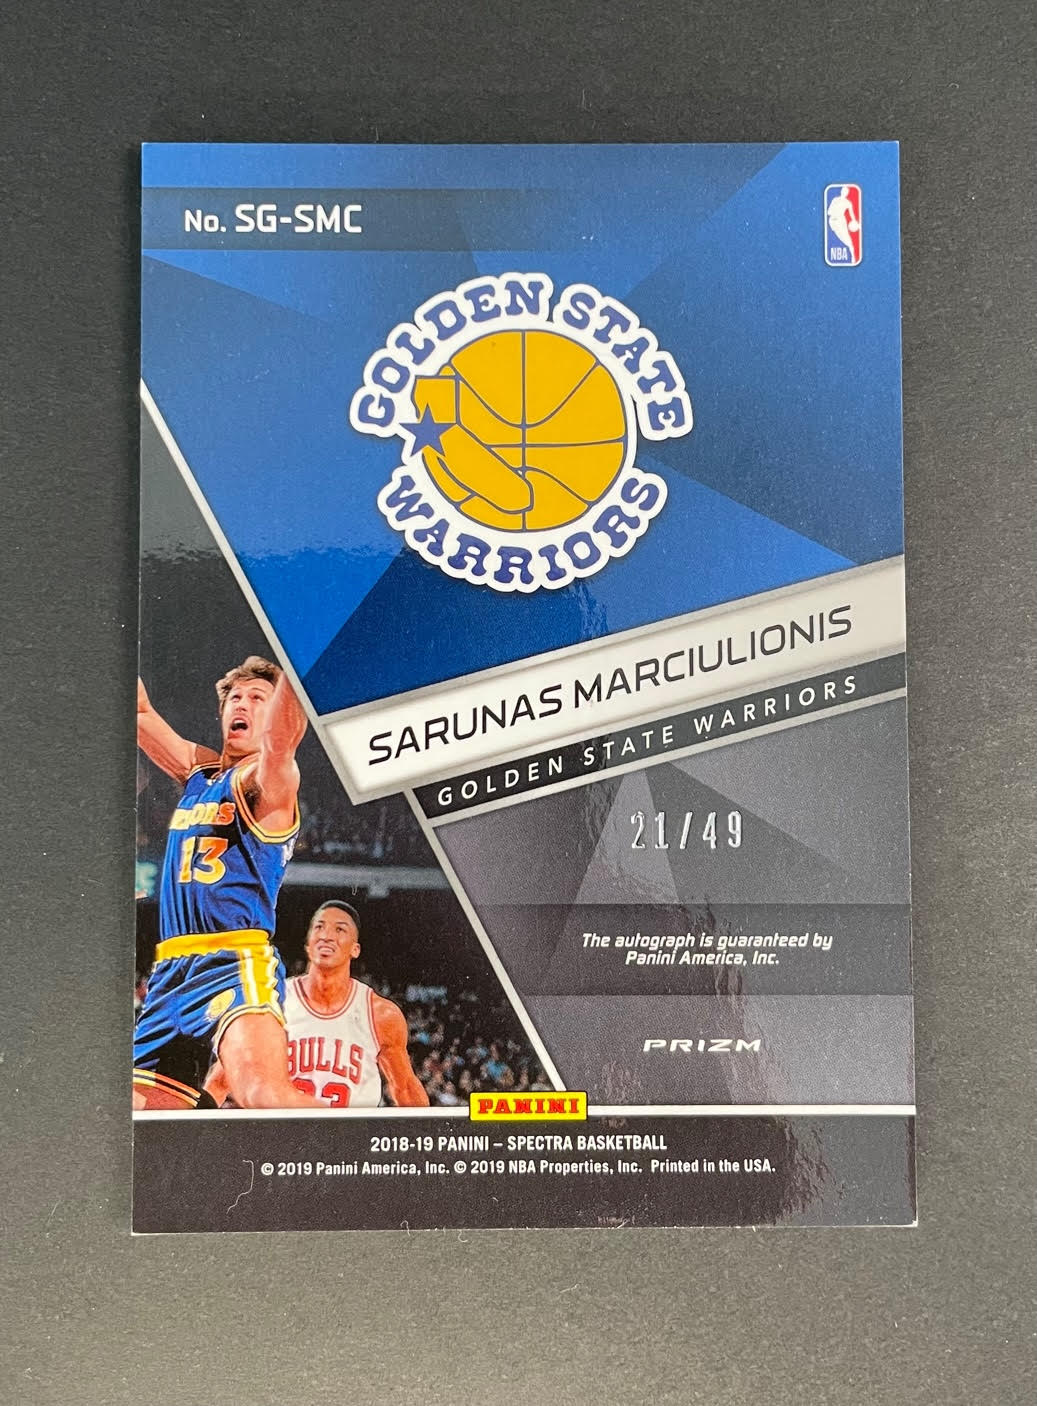 No. SG-SMC
NBA
GOLDEN STATE
WARRIORS
SARUNAS MARCIULIONIS
GOLDEN STATE WARRIORS
21/49
13
The autograph is guaranteed by
Panini America, Inc.
BULLS
PRIZM
PANINI
2018-19 PANINI – SPECTRA BASKETBALL
© 2019 Panini America, Inc. © 2019 NBA Properties, Inc. Printed in the USA.